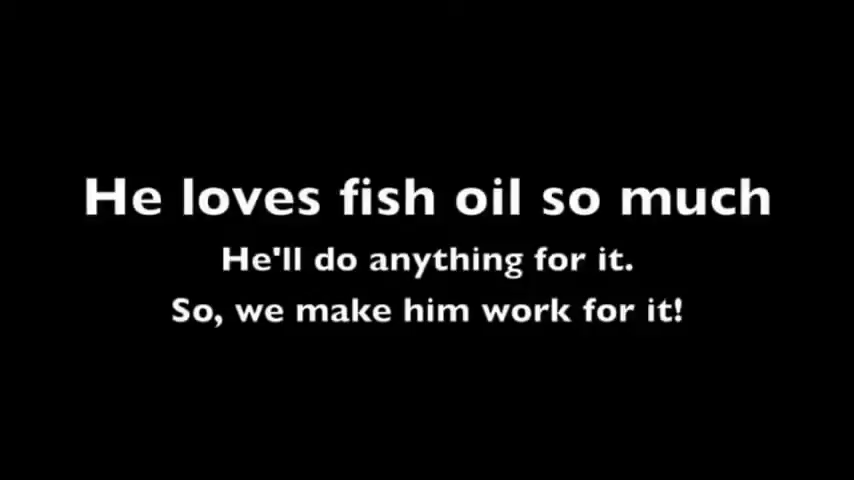 He loves fish oil so much
He'll do anything for it.
So, we make him work for it!